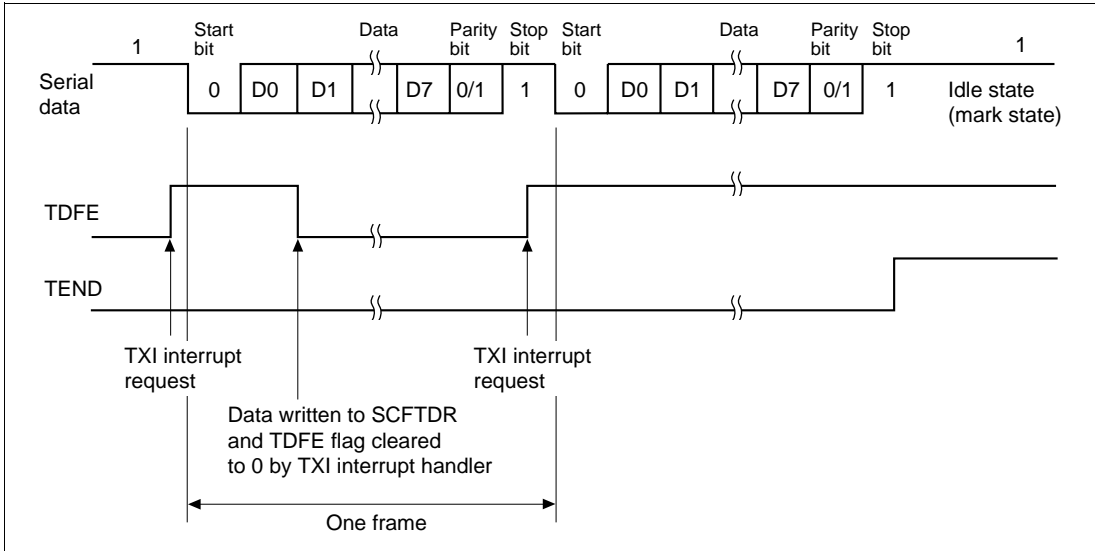 1
Start bit
Data
Parity bit
Stop bit
Start bit
Data
Parity bit
Stop bit
1
Serial data
0 D0 D1 D7 0/1 1 0 D0 D1 D7 0/1 1
Idle state
(mark state)
TDFE
TEND
TXI interrupt
request
TXI interrupt
request
Data written to SCFTDR
and TDFE flag cleared
to 0 by TXI interrupt handler
One frame